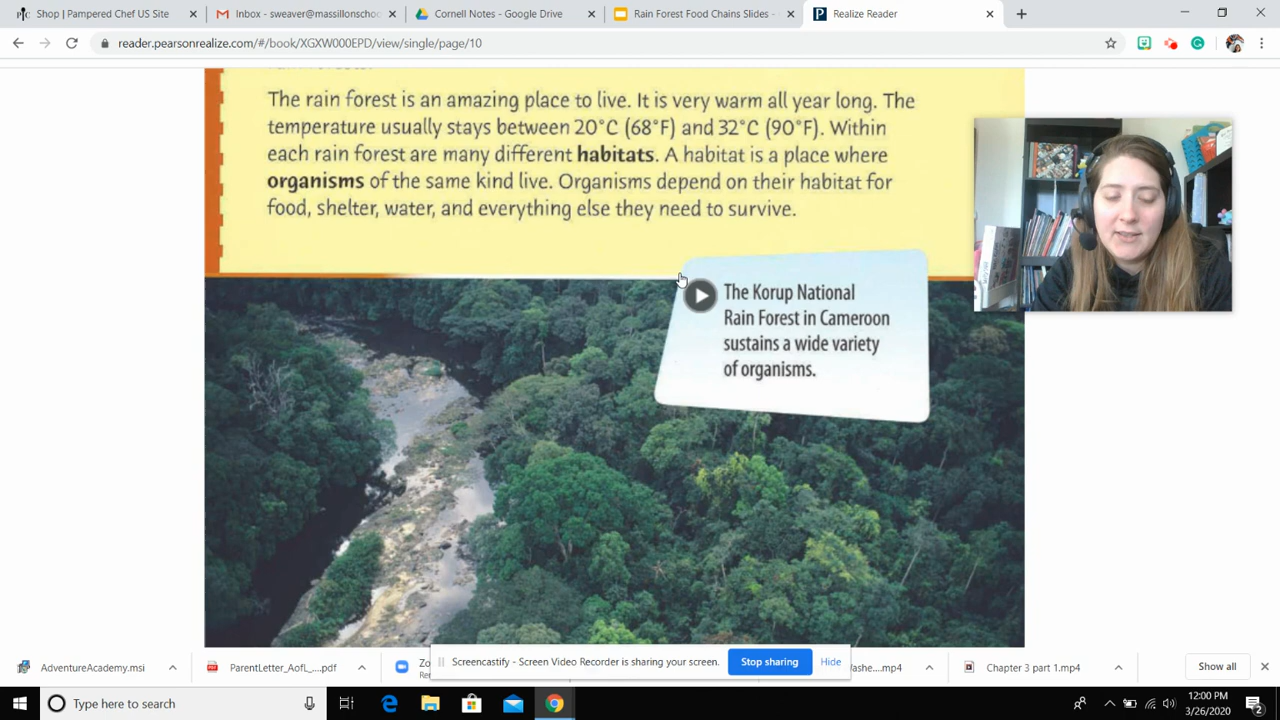 Shop | Pampered Chef US Site
Inbox - sweaver@massillonschoo
Cornell Notes - Google Drive
Rain Forest Food Chains Slides -
Realize Reader
reader.pearsonrealize.com/#/book/XGXW000EPD/view/single/page/10
The rain forest is an amazing place to live. It is very warm all year long. The
temperature usually stays between 20°C (68°F) and 32°C (90°F). Within
each rain forest are many different habitats. A habitat is a place where
organisms of the same kind live. Organisms depend on their habitat for
food, shelter, water, and everything else they need to survive.
The Korup National
Rain Forest in Cameroon
sustains a wide variety
of organisms.
AdventureAcademy.msi
ParentLetter_AofL_....pdf
Screencastify - Screen Video Recorder is sharing your screen.
Stop sharing
Hide
Chapter 3 part 1.mp4
Show all
Type here to search
12:00 PM
3/26/2020
2